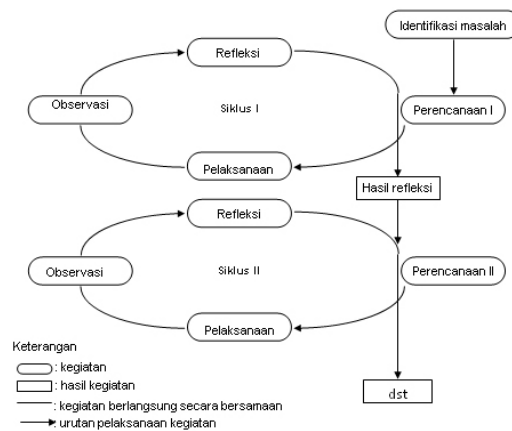 Identifikasi masalah
Refleksi
Observasi
Siklus I
Perencanaan I
Pelaksanaan
Hasil refleksi
Refleksi
Observasi
Siklus II
Perencanaan II
Pelaksanaan
Keterangan
: kegiatan
: hasil kegiatan
dst
: kegiatan berlangsung secara bersamaan
: urutan pelaksanaan kegiatan